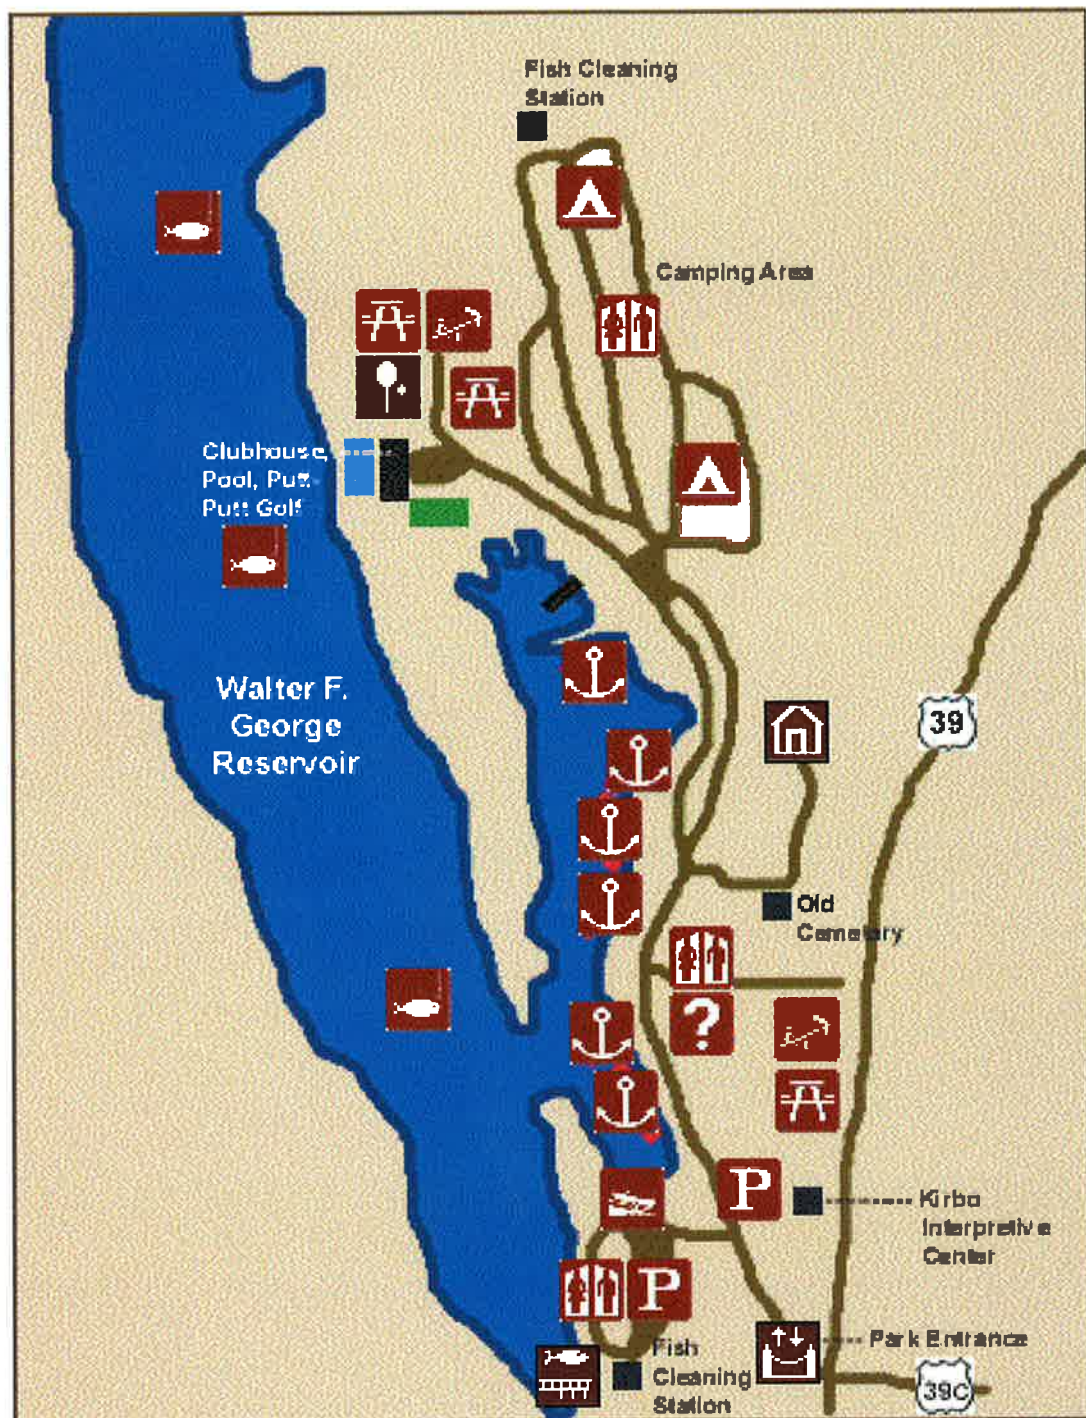 Fish Cleaning
Station
Camping Area
Clubhouse,
Pool, Putt
Putt Golf
Walter F.
George
Reservoir
39
Old
Cemetery
?
P
Kirbo
Interpretive
Center
P
Park Entrance
Fish
Cleaning
Station
39C